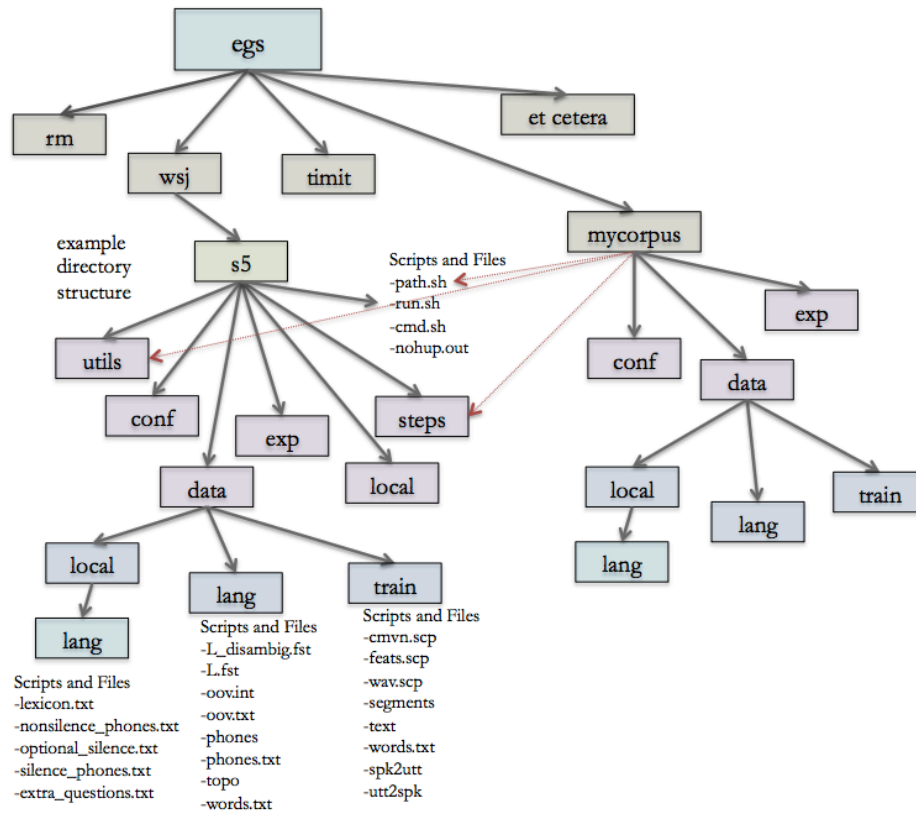 egs
rm
wsj
timit
et cetera
mycorpus
example
directory
structure
s5
Scripts and Files
-path.sh
-run.sh
-cmd.sh
-nohup.out
utils
conf
exp
steps
local
data
local
lang
train
lang
Scripts and Files
-lexicon.txt
-nonsilence_phones.txt
-optional_silence.txt
-silence_phones.txt
-extra_questions.txt
Scripts and Files
-L_disambig.fst
-L.fst
-oov.int
-oov.txt
-phones
-phones.txt
-topo
-words.txt
Scripts and Files
-cmvn.scp
-feats.scp
-wav.scp
-segments
-text
-words.txt
-spk2utt
-utt2spk
conf
data
exp
local
lang
train
lang